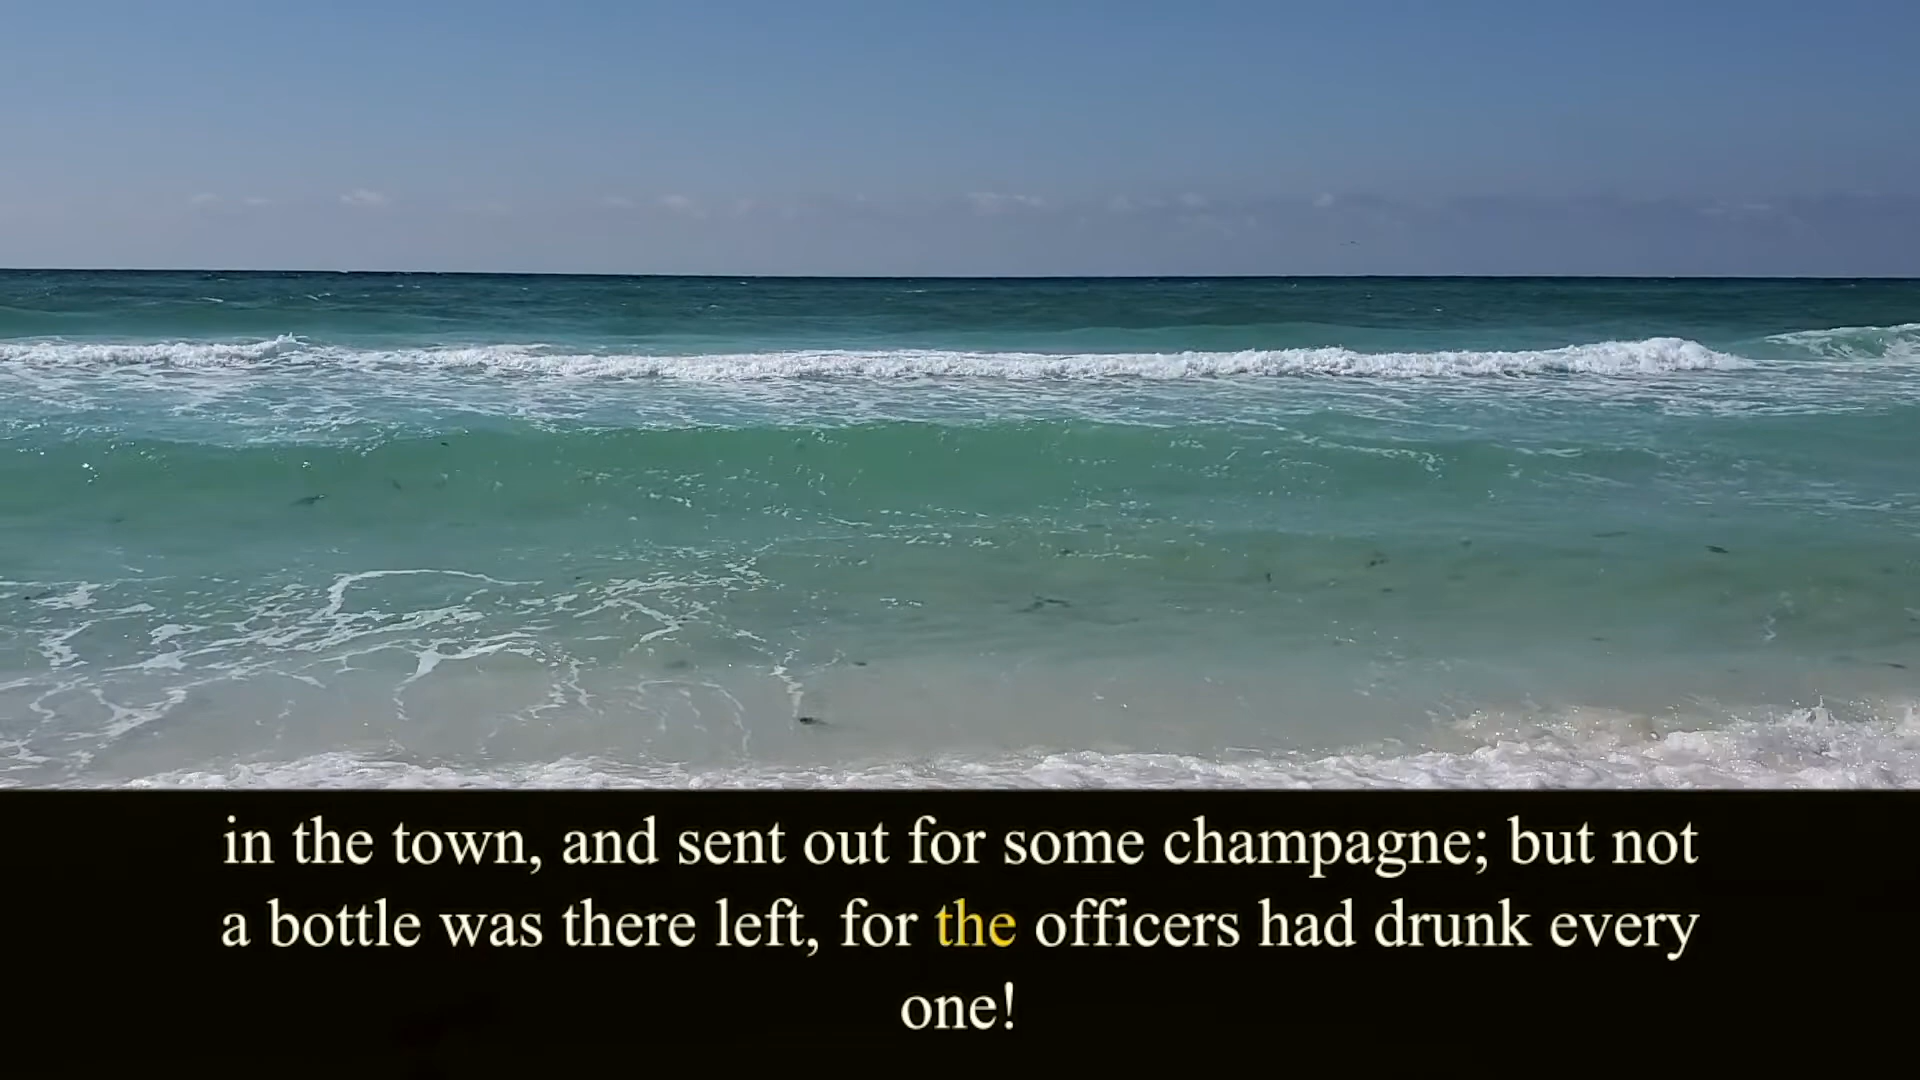 in the town, and sent out for some champagne; but not
a bottle was there left, for the officers had drunk every
one!